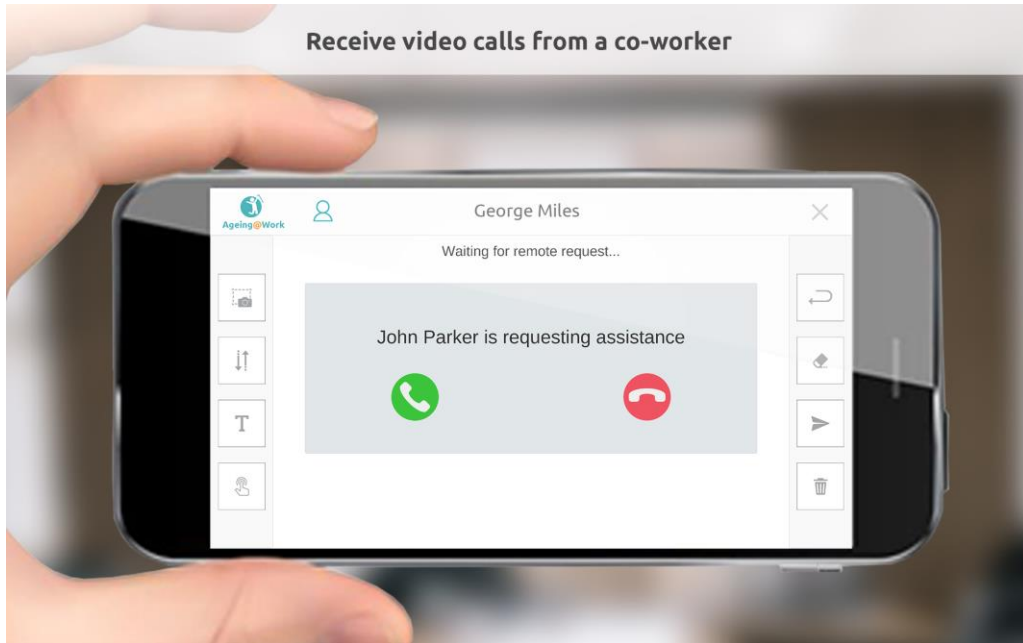 Receive video calls from a co-worker
Ageing@Work
George Miles
Waiting for remote request...
John Parker is requesting assistance
T